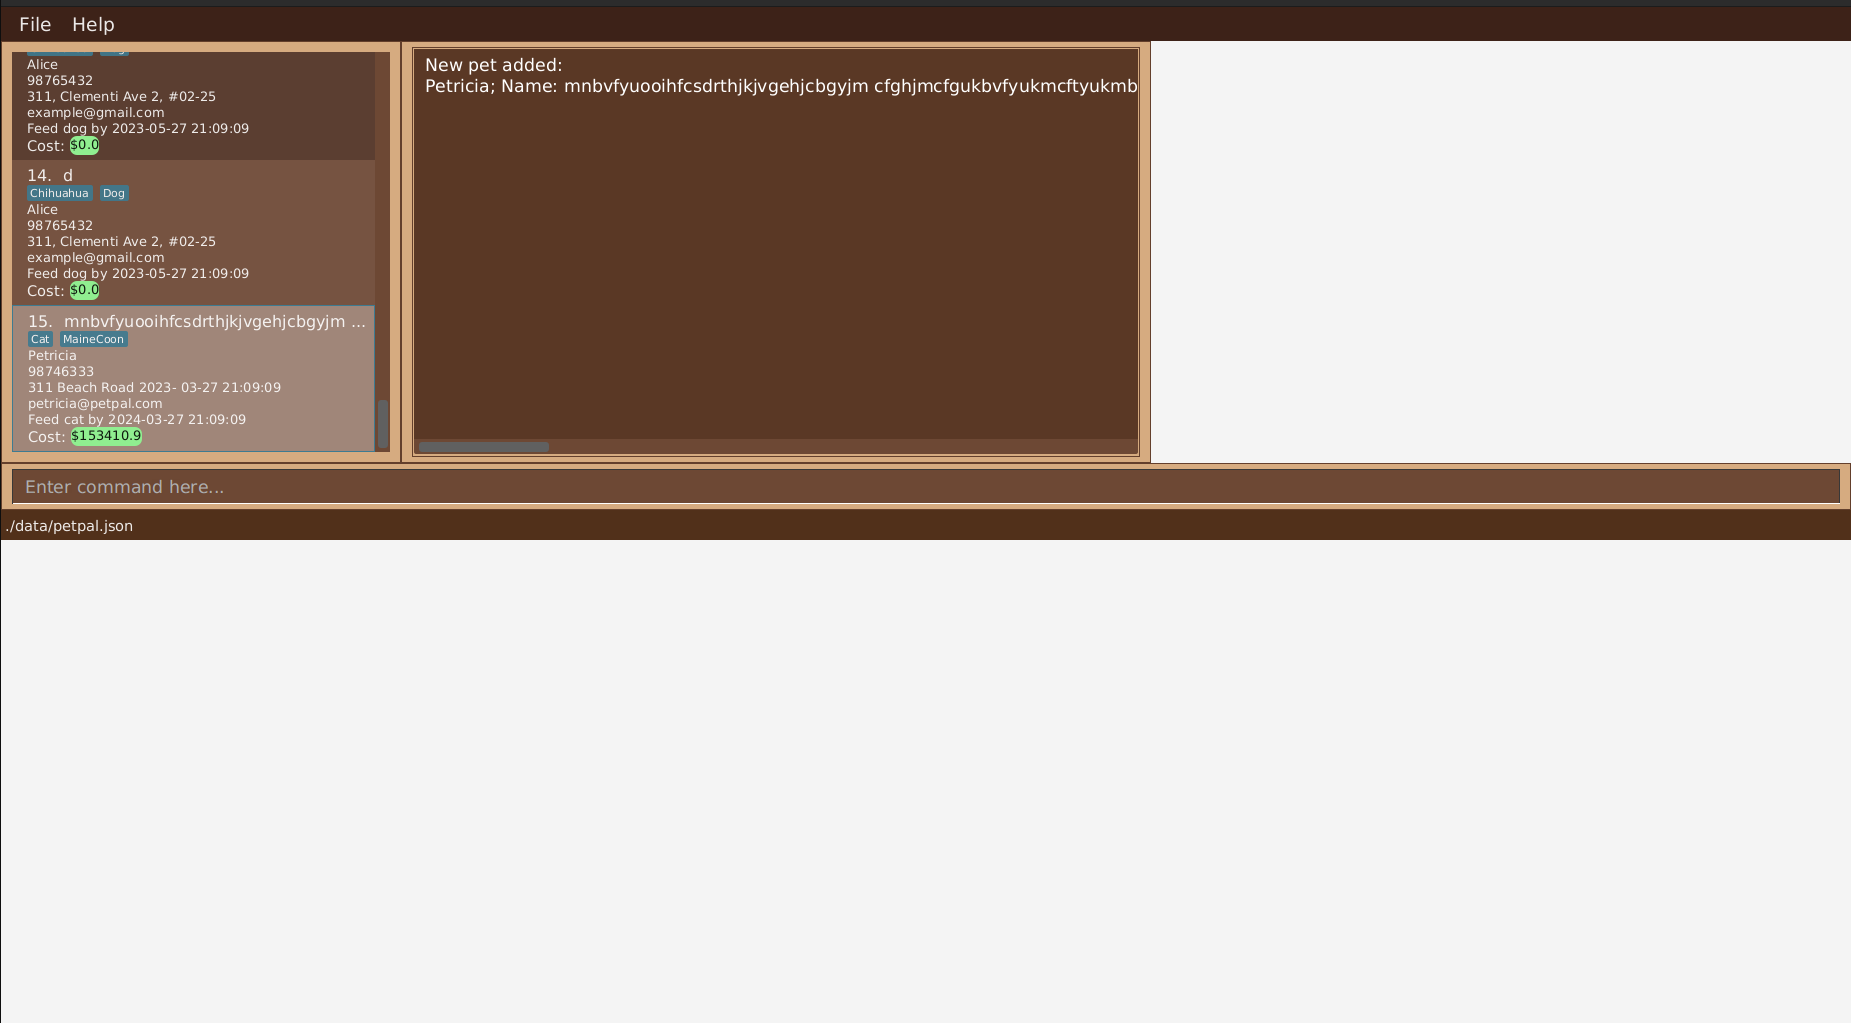 File Help
Alice
98765432
311, Clementi Ave 2, #02-25
example@gmail.com
Feed dog by 2023-05-27 21:09:09
Cost: $0.0
14. d
Chihuahua Dog
Alice
98765432
311, Clementi Ave 2, #02-25
example@gmail.com
Feed dog by 2023-05-27 21:09:09
Cost: $0.0
15. mnbvfyuooihfcsdrthjkjvgehjcbgyjm ...
Cat MaineCoon
Petricia
98746333
311 Beach Road 2023- 03-27 21:09:09
petricia@petpal.com
Feed cat by 2024-03-27 21:09:09
Cost: $153410.9
New pet added:
Petricia; Name: mnbvfyuooihfcsdrthjkjvgehjcbgyjm cfghjmcfgukbvfyukmcftyukmb
Enter command here...
./data/petpal.json